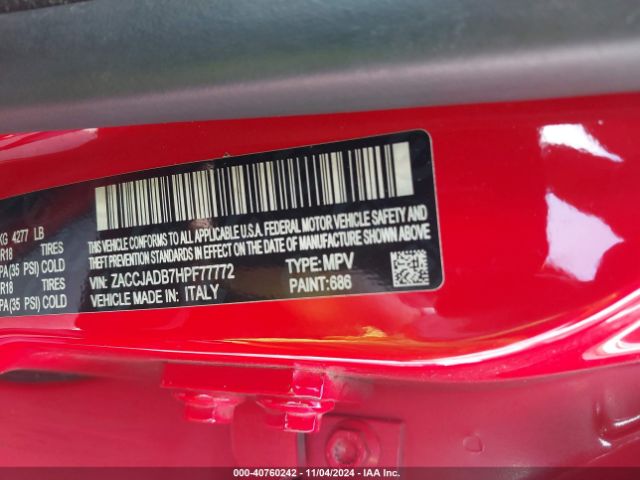 THIS VEHICLE CONFORMS TO ALL APPLICABLE U.S.A. FEDERAL MOTOR VEHICLE SAFETY AND
THEFT PREVENTION STANDARDS IN EFFECT ON THE DATE OF MANUFACTURE SHOWN ABOVE.
KG 4277 LB
R18 TIRES
PA(35 PSI) COLD
R18 TIRES
PA(35 PSI) COLD
VIN: ZACCJADB7HPF77772 TYPE: MPV
VEHICLE MADE IN: ITALY PAINT: 686
00-40760242 - 11/04/2024 - IAA Inc.